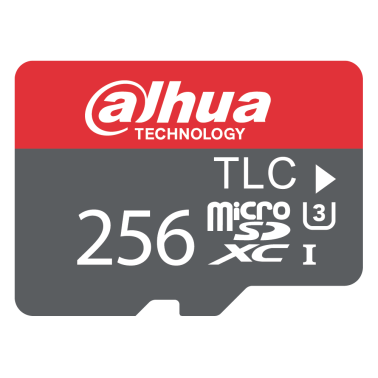 alhua
TECHNOLOGY
TLC
256
micro
SD
XC I
3